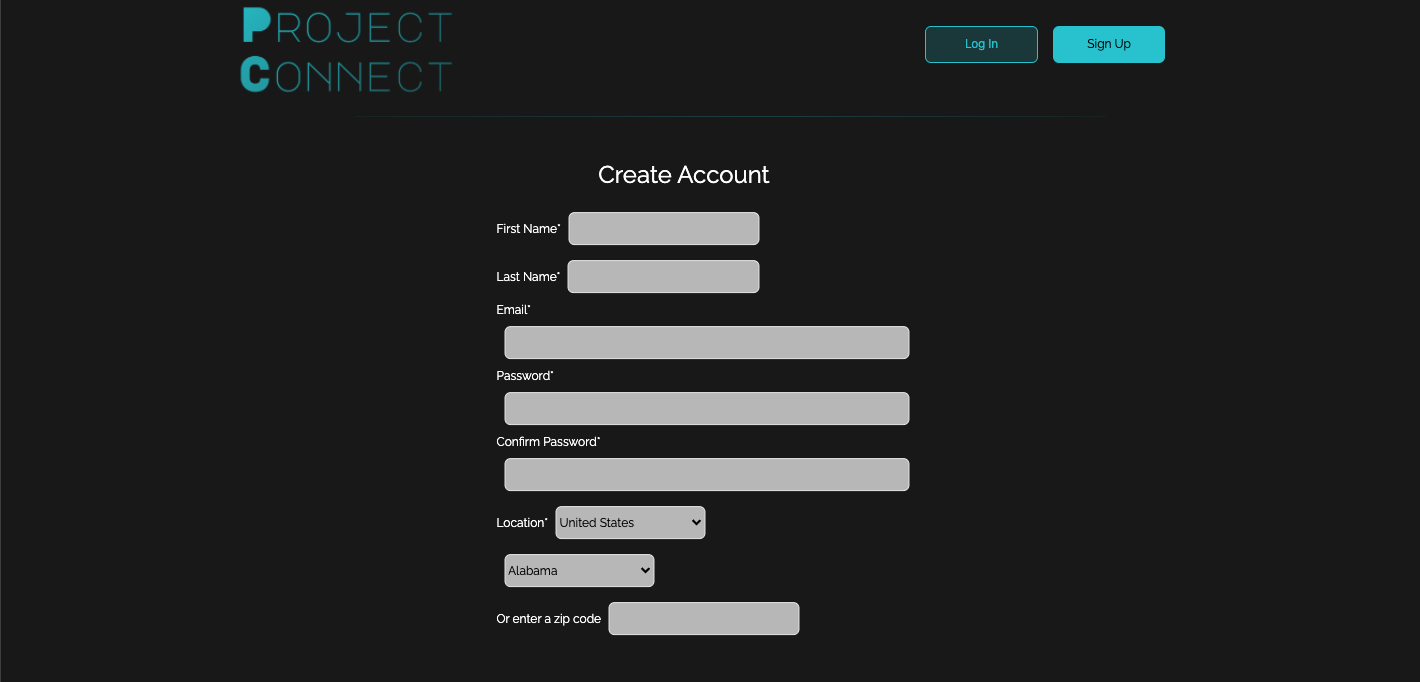 PROJECT
CONNECT
Log In
Sign Up
Create Account
First Name*
Last Name*
Email*
Password*
Confirm Password*
Location*
United States
Alabama
Or enter a zip code